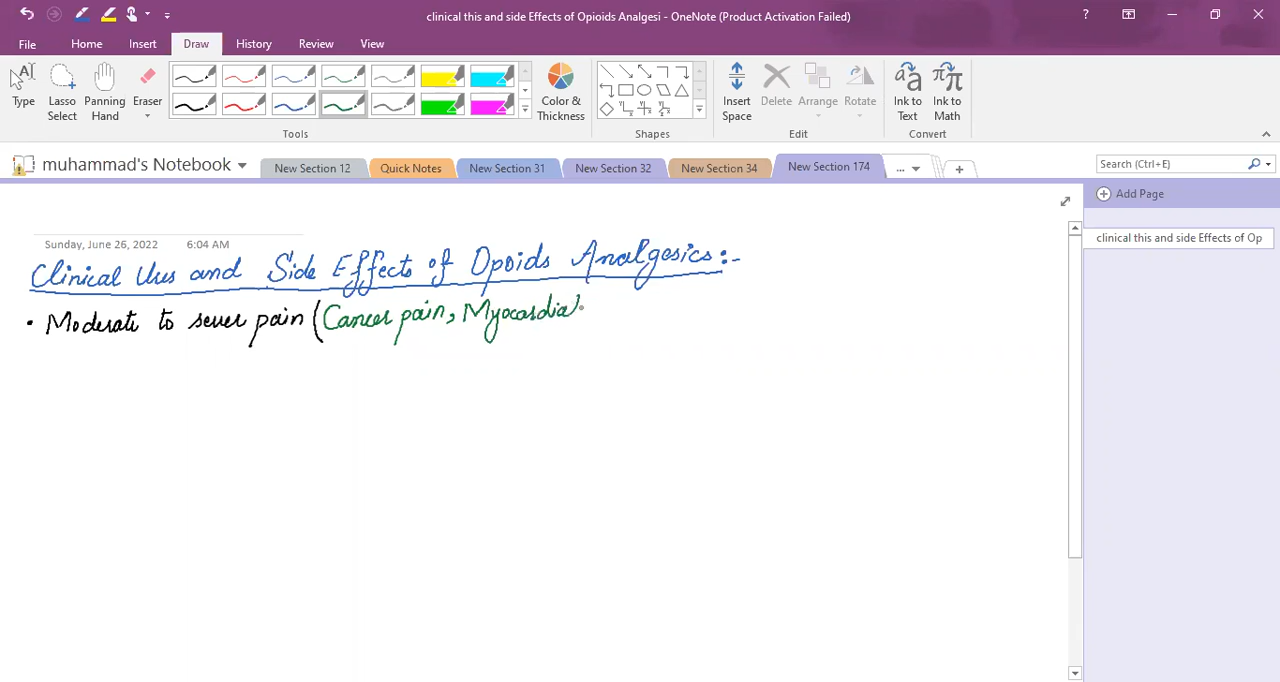 clinical this and side Effects of Opioids Analgesi - OneNote (Product Activation Failed)
File Home Insert Draw History Review View
Type Lasso Select Panning Hand Eraser Color & Thickness Insert Space Delete Arrange Rotate Ink to Text Ink to Math
Tools Shapes Edit Convert
muhammad's Notebook New Section 12 Quick Notes New Section 31 New Section 32 New Section 34 New Section 174 ... Search (Ctrl+E)
Add Page
clinical this and side Effects of Op
Sunday, June 26, 2022 6:04 AM
Clinical Uses and Side Effects of Opoids Analgesics:-
• Moderate to sever pain (Cancer pain, Myocardial